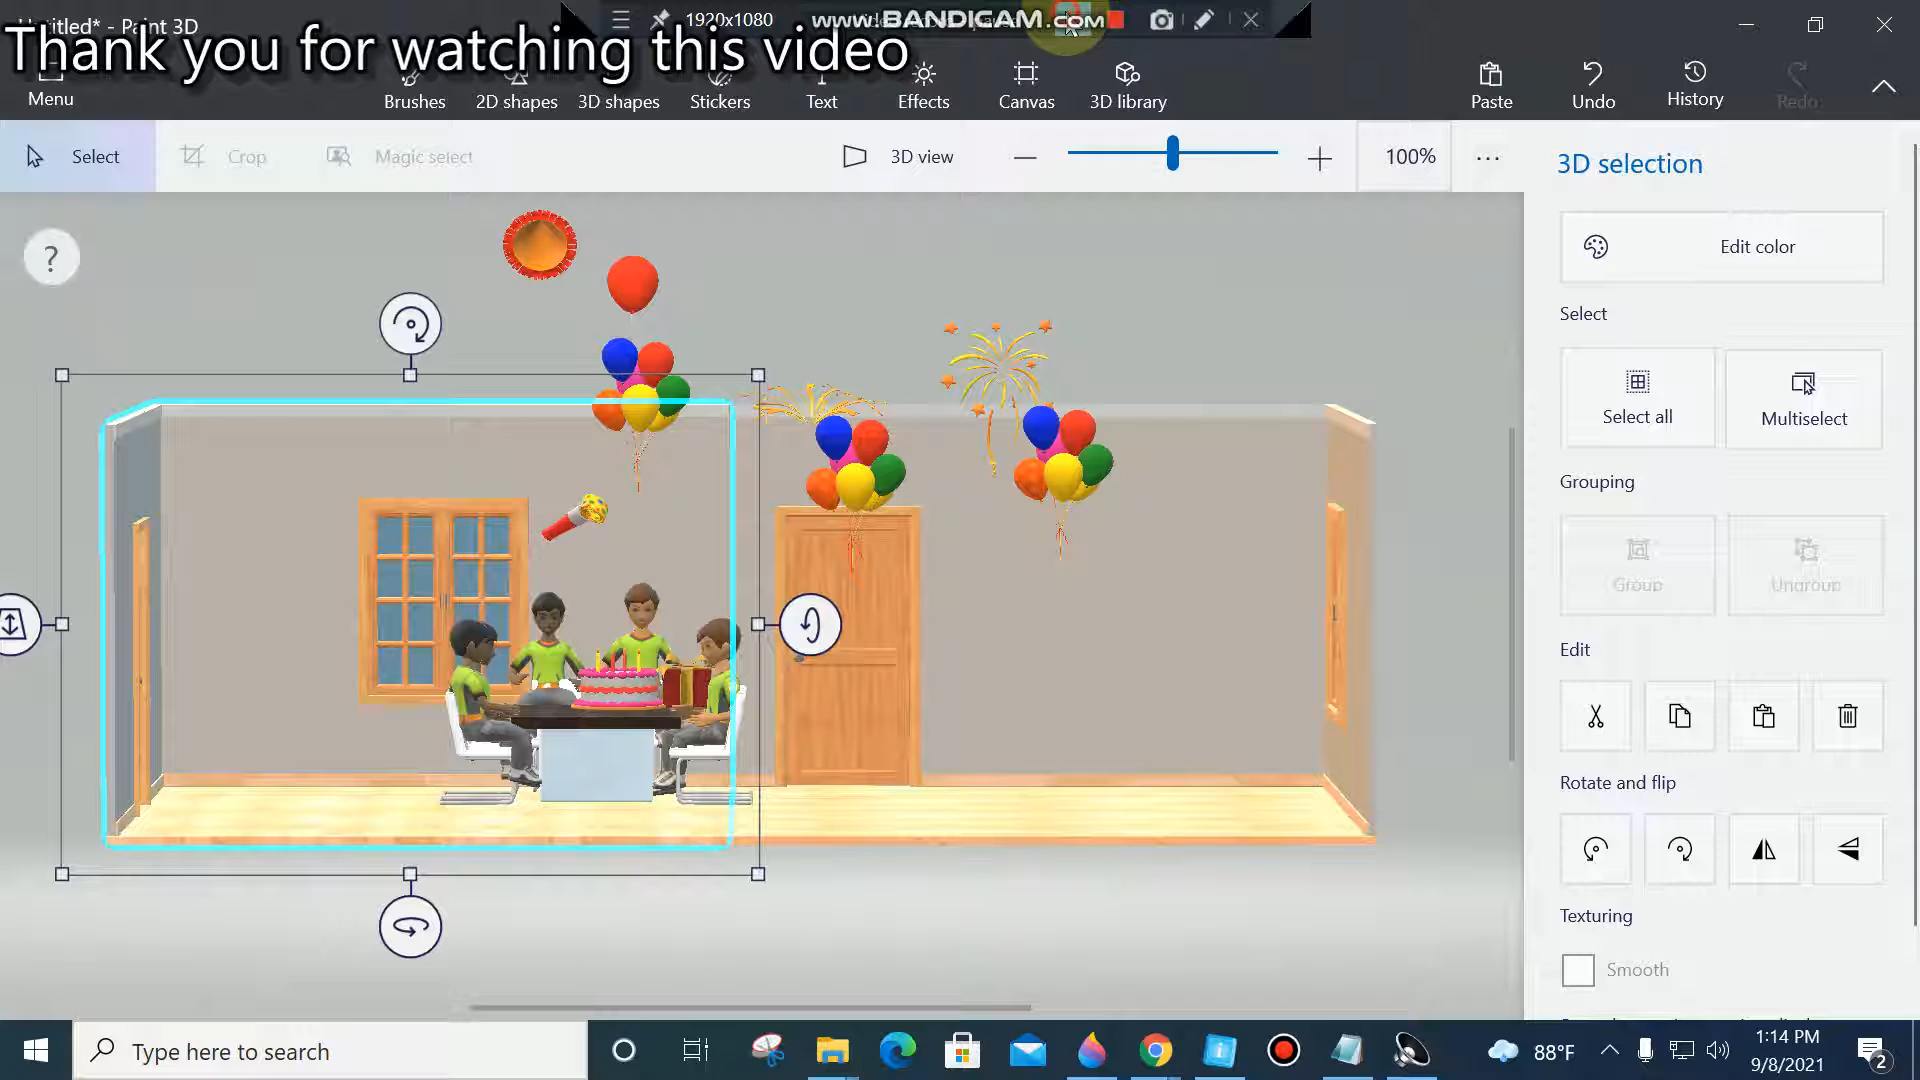 Untitled* - Paint 3D
1920x1080
www.BANDICAM.com
Thank you for watching this video
Menu
Brushes
2D shapes
3D shapes
Stickers
Text
Effects
Canvas
3D library
Paste
Undo
History
Redo
Select
Crop
Magic select
3D view
100%
3D selection
?
Edit color
Select
Select all
Multiselect
Grouping
Group
Ungroup
Edit
Rotate and flip
Texturing
Smooth
Type here to search
88°F
1:14 PM
9/8/2021
2